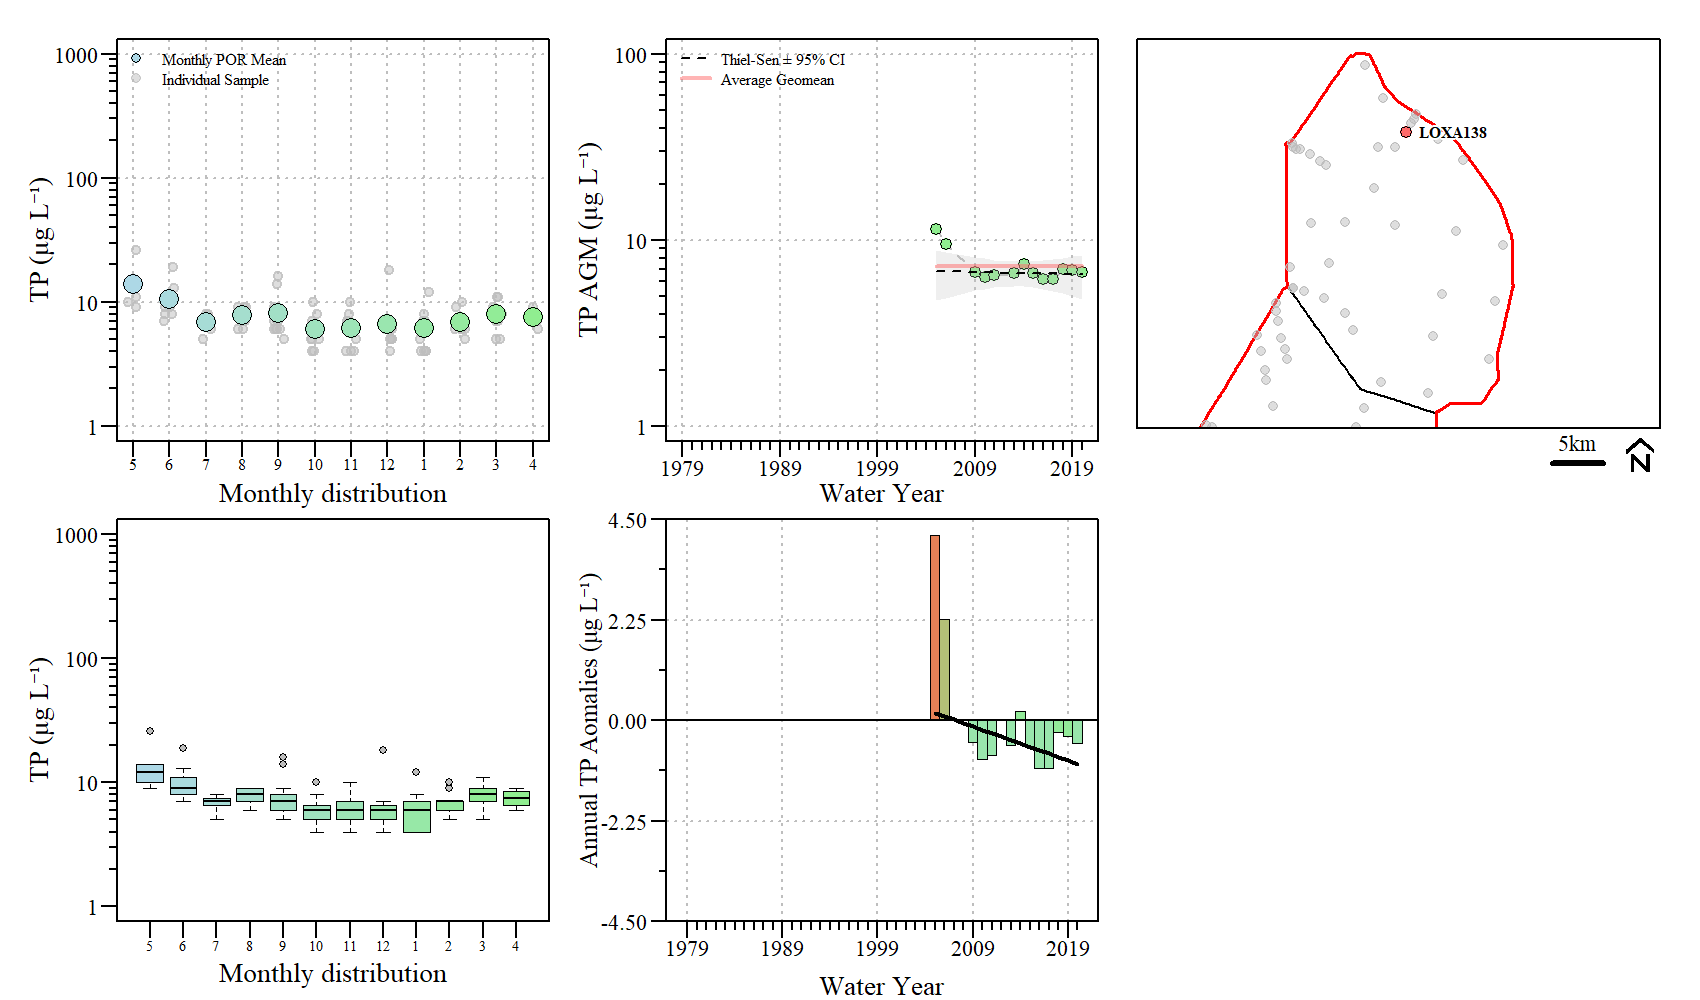 1000
100
10
1
TP (µg L⁻¹)
Monthly POR Mean
Individual Sample
5 6 7 8 9 10 11 12 1 2 3 4
Monthly distribution
100
10
1
TP AGM (µg L⁻¹)
Thiel-Sen ± 95% CI
Average Geomean
1979 1989 1999 2009 2019
Water Year
LOXA138
5km
N
1000
100
10
1
TP (µg L⁻¹)
5 6 7 8 9 10 11 12 1 2 3 4
Monthly distribution
4.50
2.25
0.00
-2.25
-4.50
Annual TP Aomalies (µg L⁻¹)
1979 1989 1999 2009 2019
Water Year